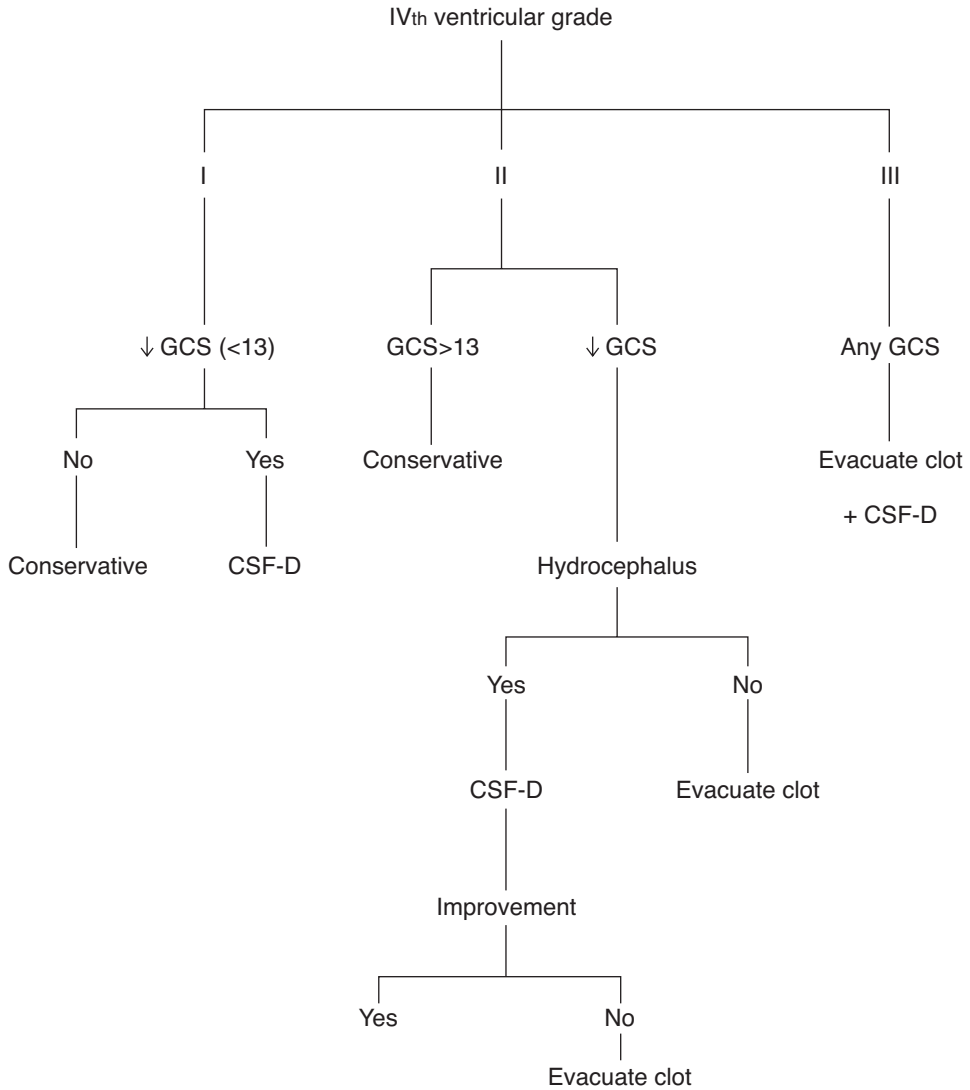 IVth ventricular grade
I
II
III
↓ GCS (<13)
GCS>13
↓ GCS
Any GCS
No
Yes
Conservative
Evacuate clot
+ CSF-D
Conservative
CSF-D
Hydrocephalus
Yes
No
CSF-D
Evacuate clot
Improvement
Yes
No
Evacuate clot